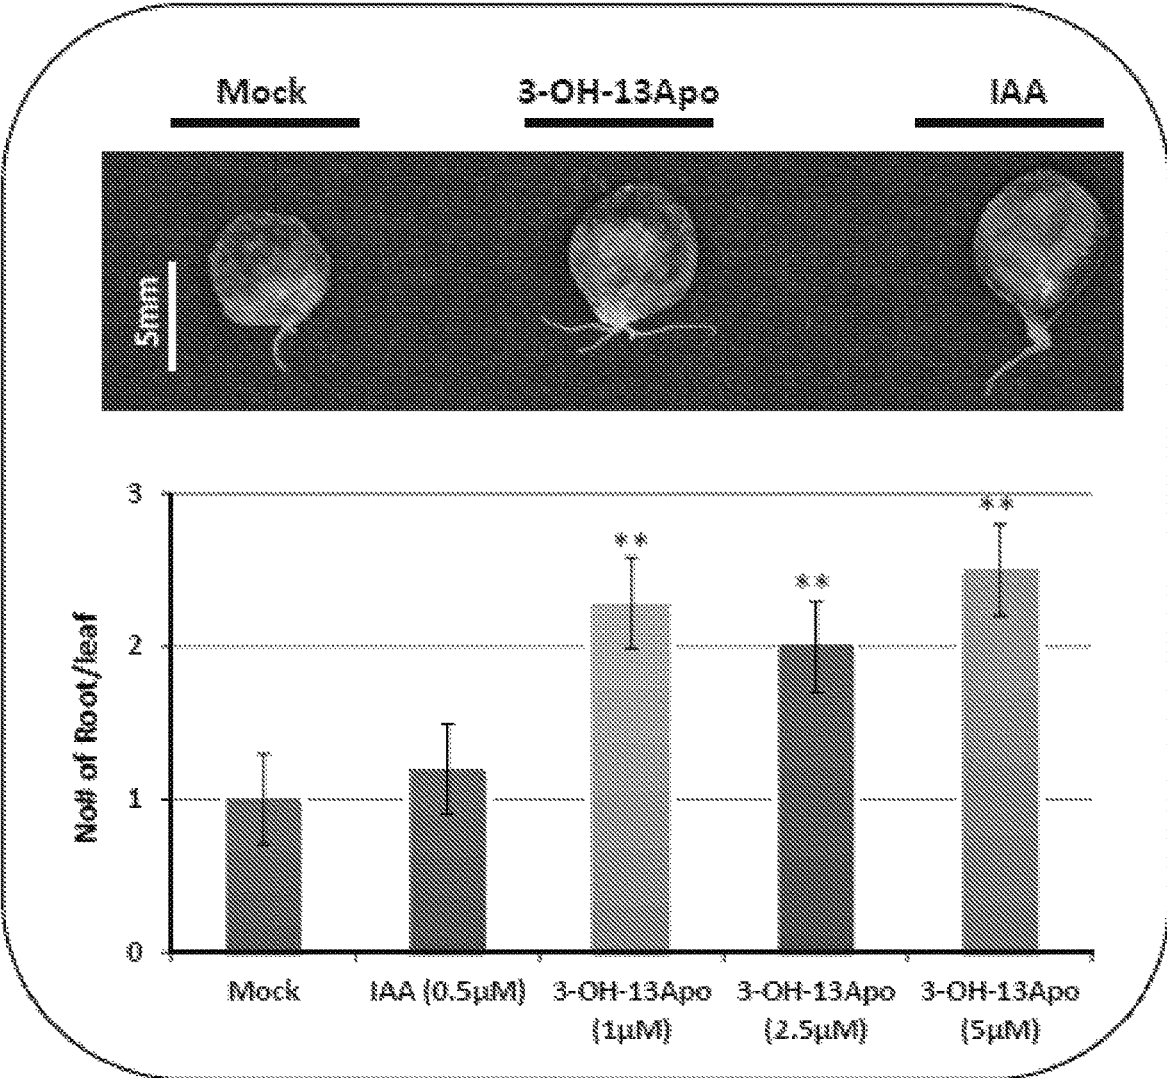 Mock 3-OH-13Apo IAA
5mm
3
**
**
**
2
No# of Root/leaf
1
0
Mock IAA (0.5µM) 3-OH-13Apo 3-OH-13Apo 3-OH-13Apo
(1µM) (2.5µM) (5µM)